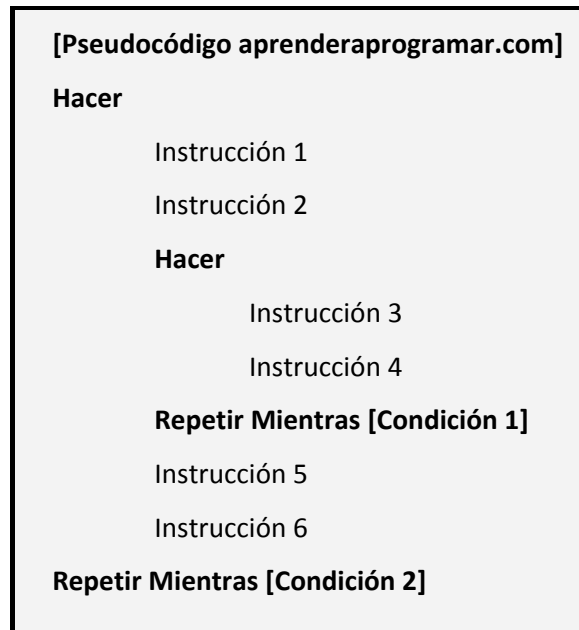 [Pseudocódigo aprenderaprogramar.com]
Hacer
Instrucción 1
Instrucción 2
Hacer
Instrucción 3
Instrucción 4
Repetir Mientras [Condición 1]
Instrucción 5
Instrucción 6
Repetir Mientras [Condición 2]